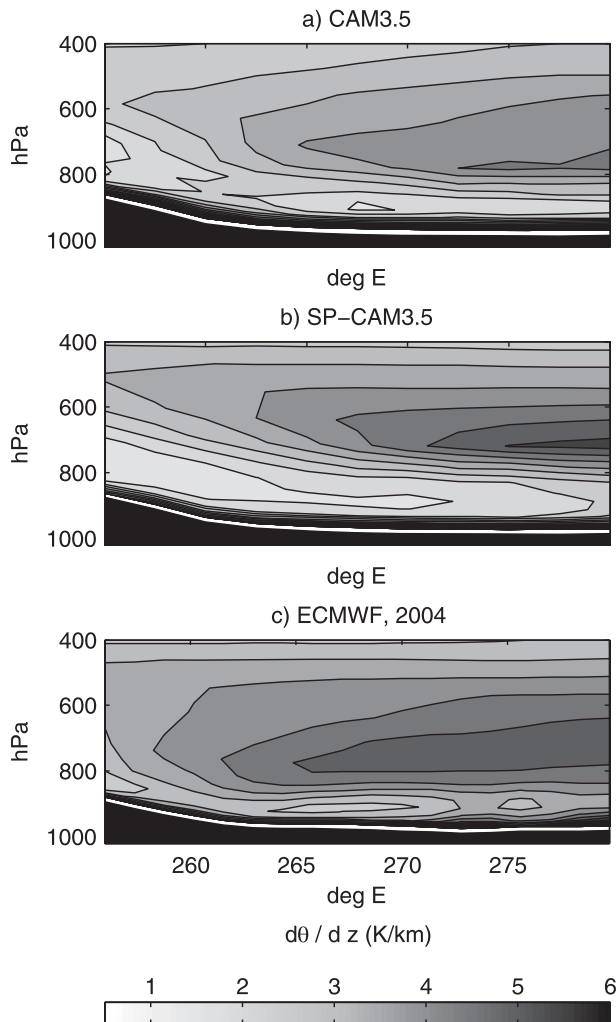 a) CAM3.5
400
600
800
1000
hPa
deg E
b) SP−CAM3.5
400
600
800
1000
hPa
deg E
c) ECMWF, 2004
400
600
800
1000
hPa
260 265 270 275
deg E
dθ / d z (K/km)
1 2 3 4 5 6